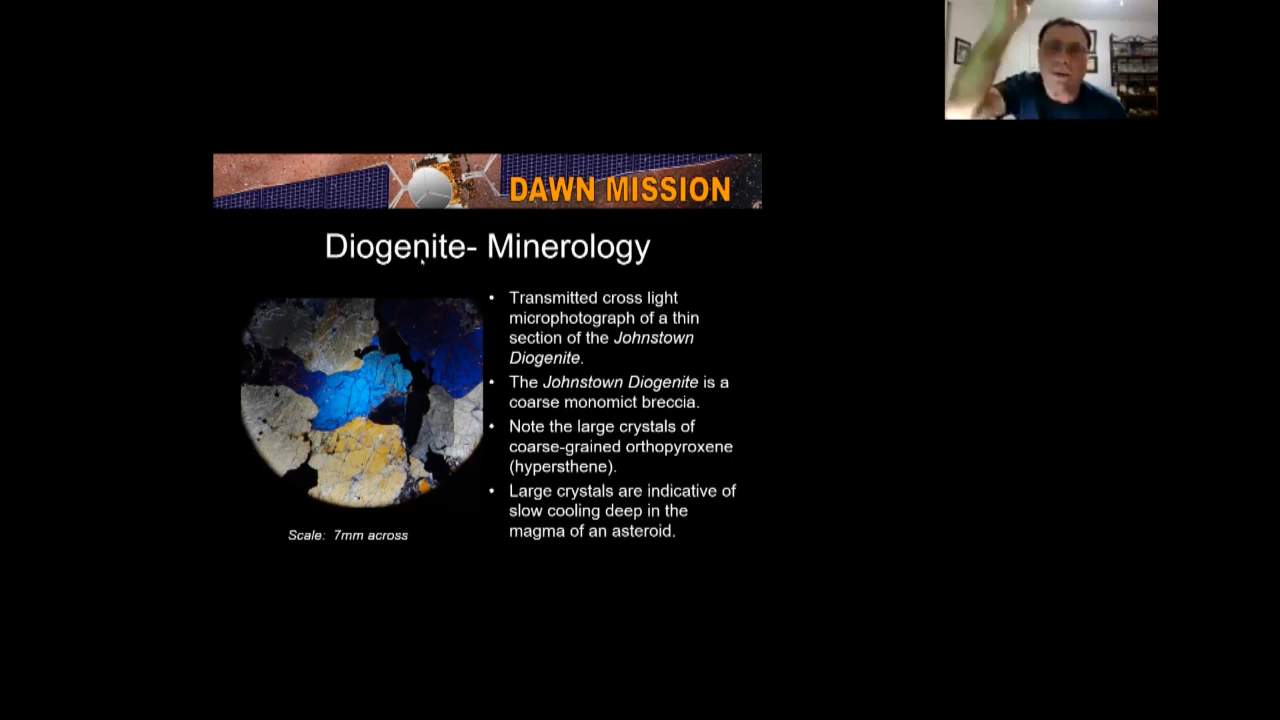 DAWN MISSION
Diogenite- Minerology
• Transmitted cross light
microphotograph of a thin
section of the Johnstown
Diogenite.
• The Johnstown Diogenite is a
coarse monomict breccia.
• Note the large crystals of
coarse-grained orthopyroxene
(hypersthene).
• Large crystals are indicative of
slow cooling deep in the
magma of an asteroid.
Scale: 7mm across